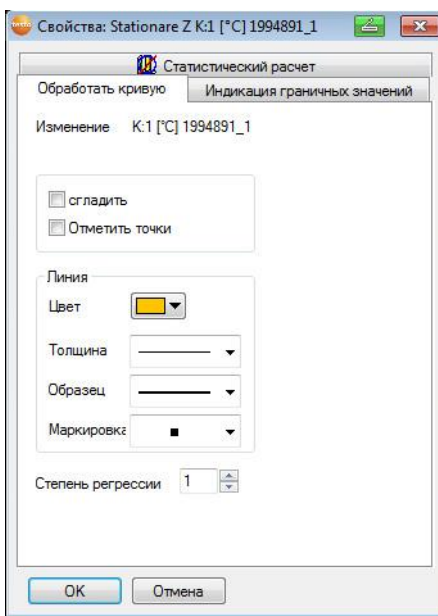 testo Свойства: Stationare Z K:1 [°C] 1994891_1
Статистический расчет
Обработать кривую Индикация граничных значений
Изменение K:1 [°C] 1994891_1
сгладить
Отметить точки
Линия
Цвет
Толщина
Образец
Маркировка
Степень регрессии 1
OK Отмена